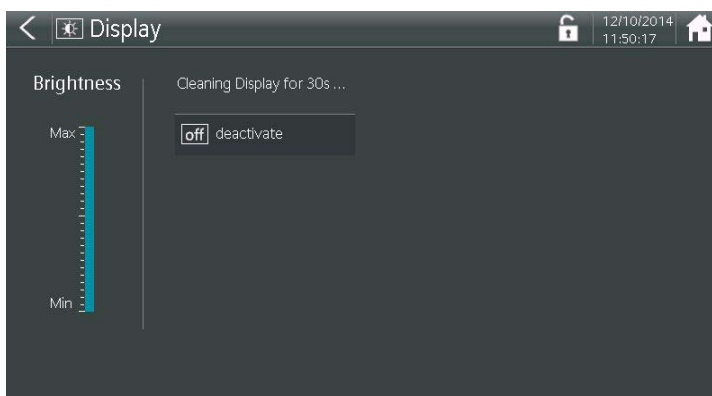 Display
12/10/2014
11:50:17
Brightness
Cleaning Display for 30s ...
Max
off deactivate
Min